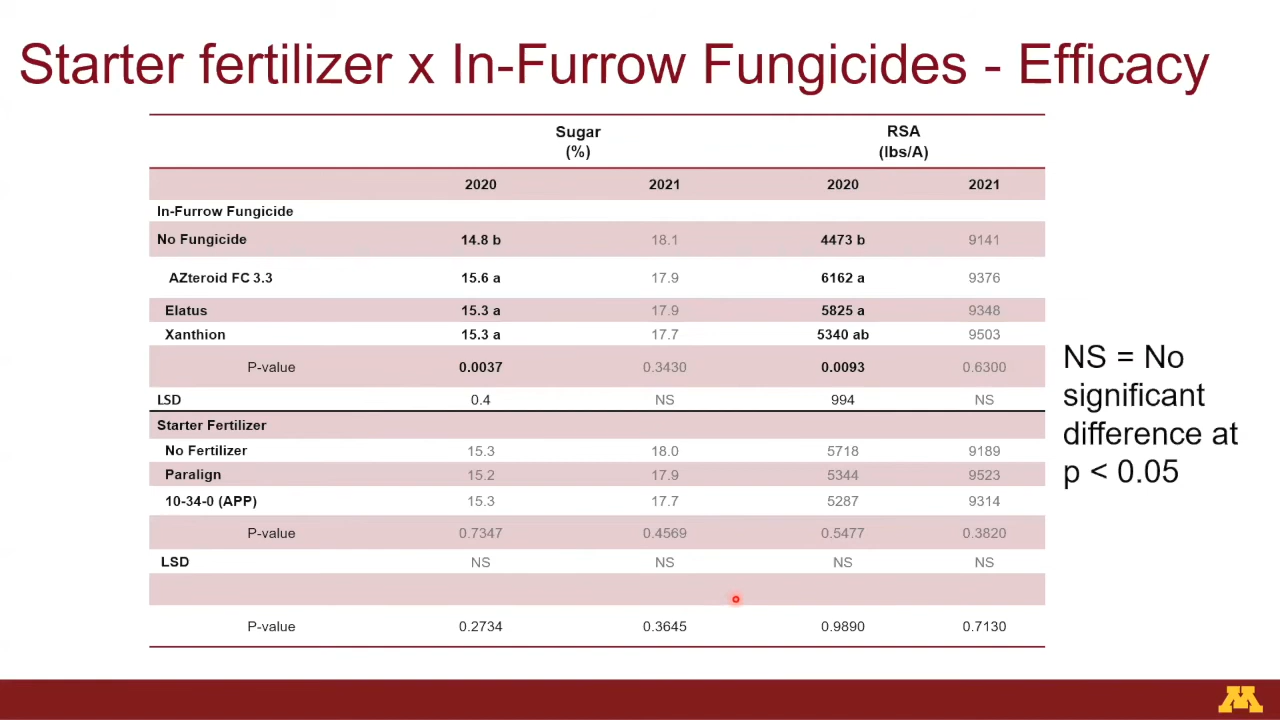 Starter fertilizer x In-Furrow Fungicides - Efficacy
Sugar (%) RSA (lbs/A)
2020 2021 2020 2021
In-Furrow Fungicide
No Fungicide 14.8 b 18.1 4473 b 9141
AZteroid FC 3.3 15.6 a 17.9 6162 a 9376
Elatus 15.3 a 17.9 5825 a 9348
Xanthion 15.3 a 17.7 5340 ab 9503
P-value 0.0037 0.3430 0.0093 0.6300
LSD 0.4 NS 994 NS
Starter Fertilizer
No Fertilizer 15.3 18.0 5718 9189
Paralign 15.2 17.9 5344 9523
10-34-0 (APP) 15.3 17.7 5287 9314
P-value 0.7347 0.4569 0.5477 0.3820
LSD NS NS NS NS
P-value 0.2734 0.3645 0.9890 0.7130
NS = No
significant
difference at
p < 0.05
M